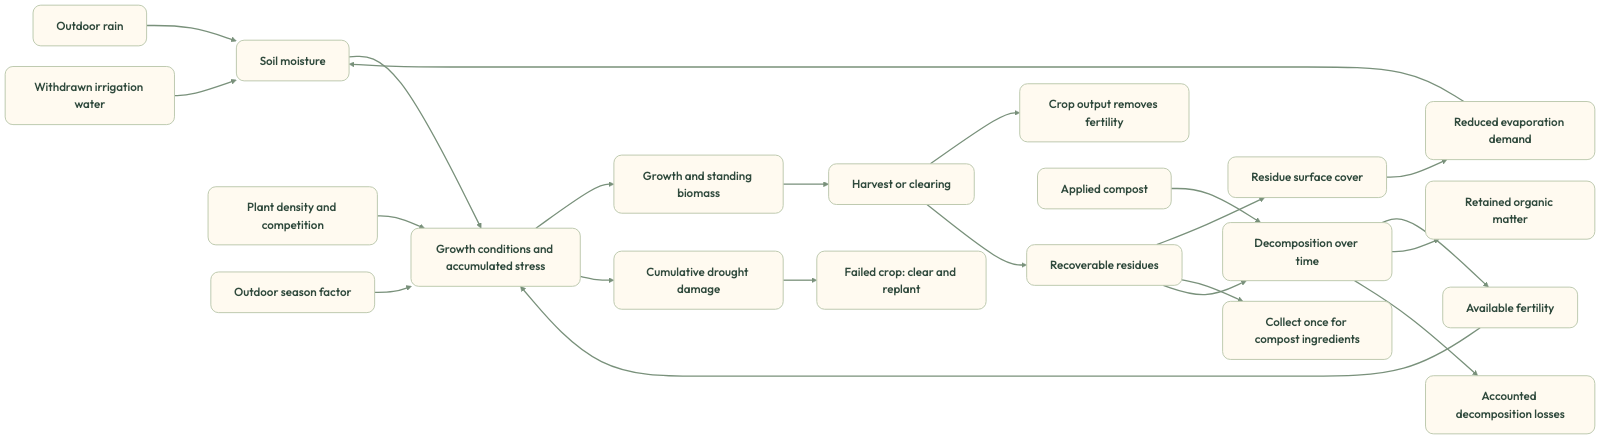 Outdoor rain
Withdrawn irrigation
water
Soil moisture
Plant density and
competition
Outdoor season factor
Growth conditions and
accumulated stress
Growth and standing
biomass
Cumulative drought
damage
Harvest or clearing
Failed crop: clear and
replant
Crop output removes
fertility
Applied compost
Recoverable residues
Residue surface cover
Decomposition over
time
Collect once for
compost ingredients
Reduced evaporation
demand
Retained organic
matter
Available fertility
Accounted
decomposition losses